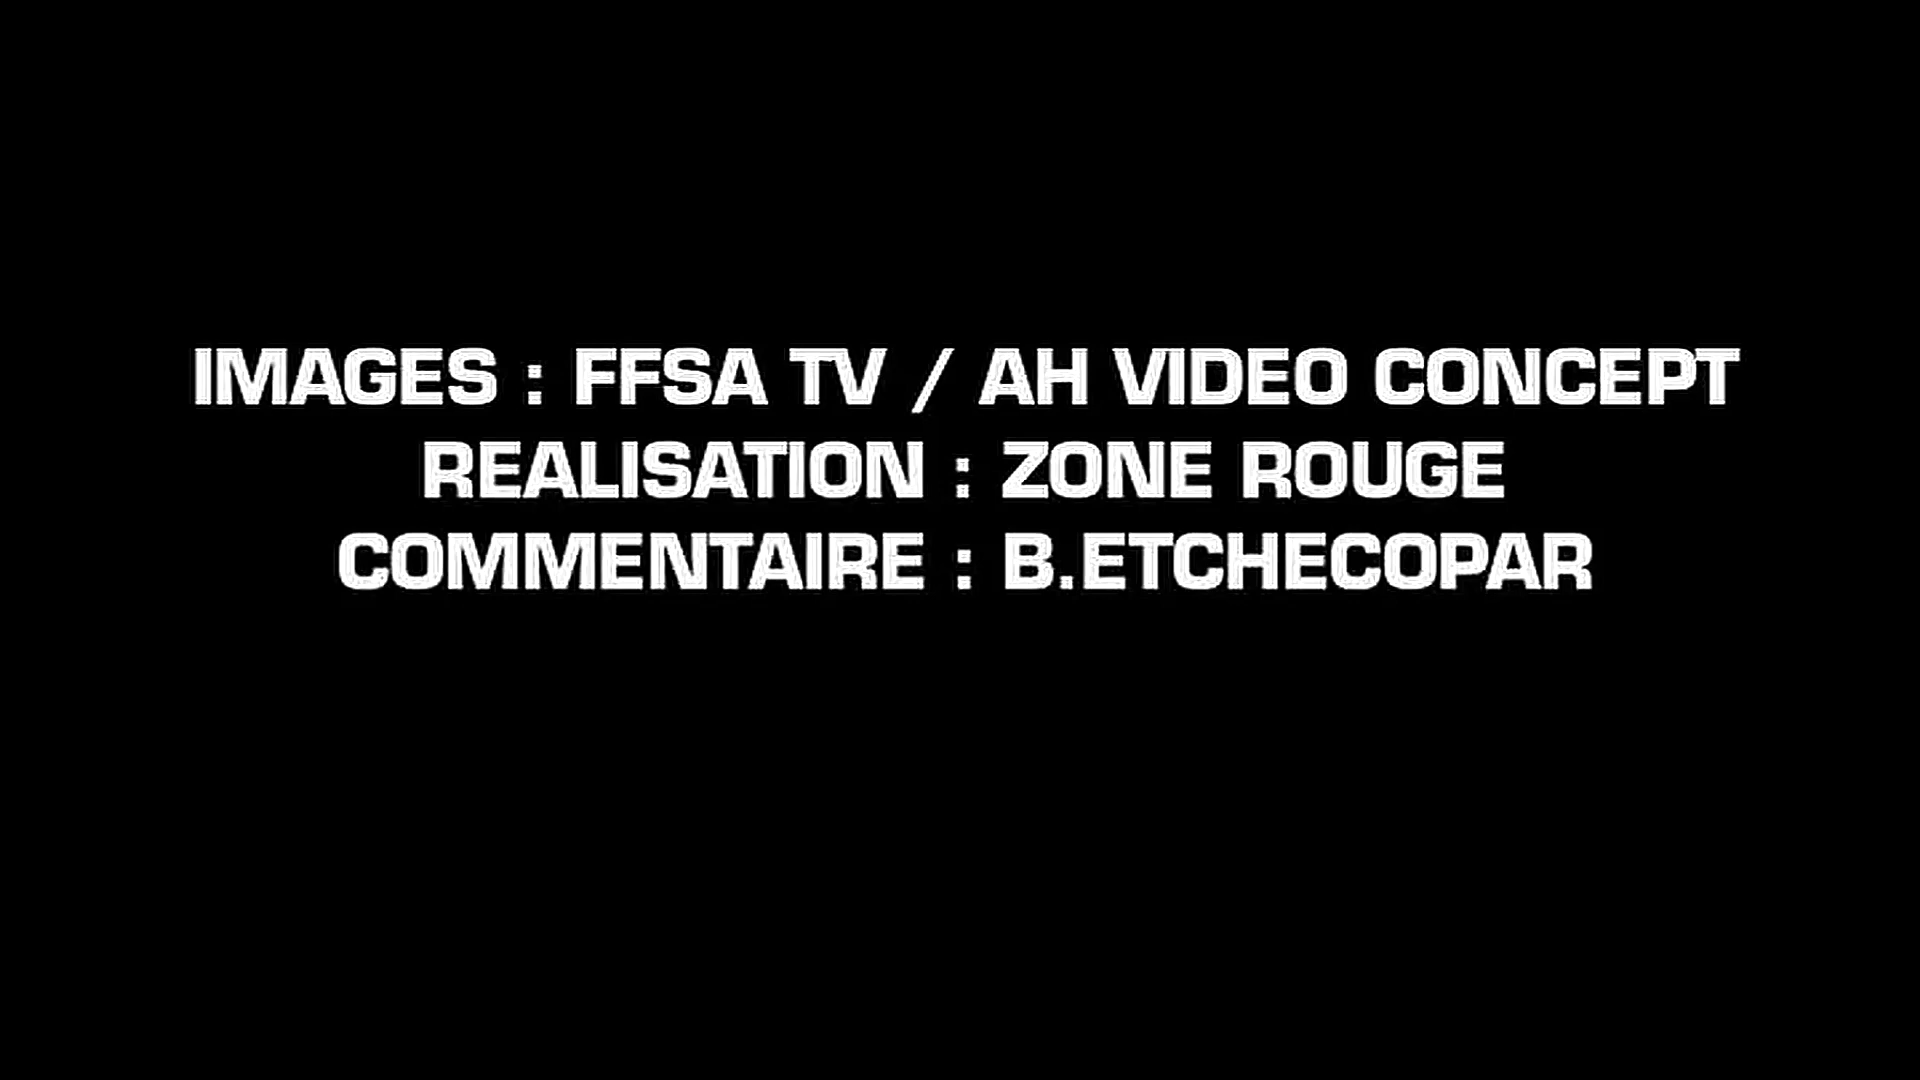 IMAGES : FFSA TV / AH VIDEO CONCEPT
REALISATION : ZONE ROUGE
COMMENTAIRE : B.ETCHECOPAR